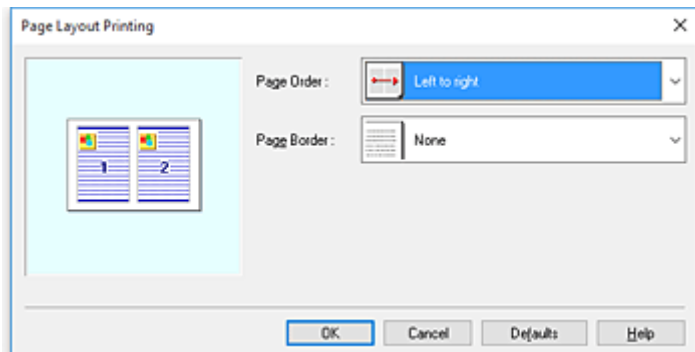 Page Layout Printing
Page Order : Left to right
1 2
Page Border : None
OK Cancel Defaults Help